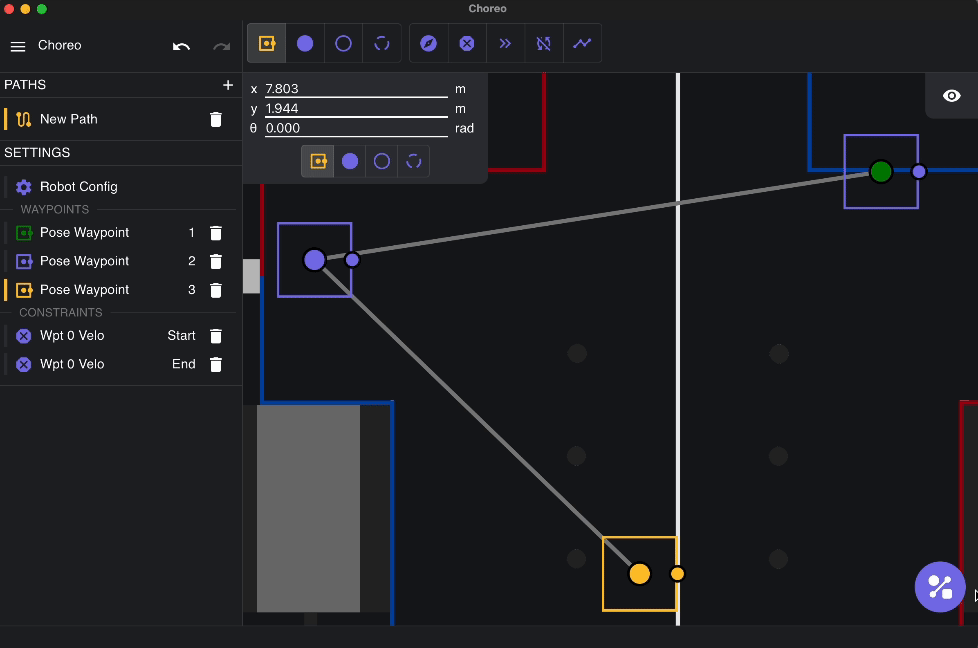 Choreo
Choreo
PATHS
New Path
SETTINGS
Robot Config
WAYPOINTS
Pose Waypoint 1
Pose Waypoint 2
Pose Waypoint 3
CONSTRAINTS
Wpt 0 Velo Start
Wpt 0 Velo End
x 7.803 m
y 1.944 m
θ 0.000 rad